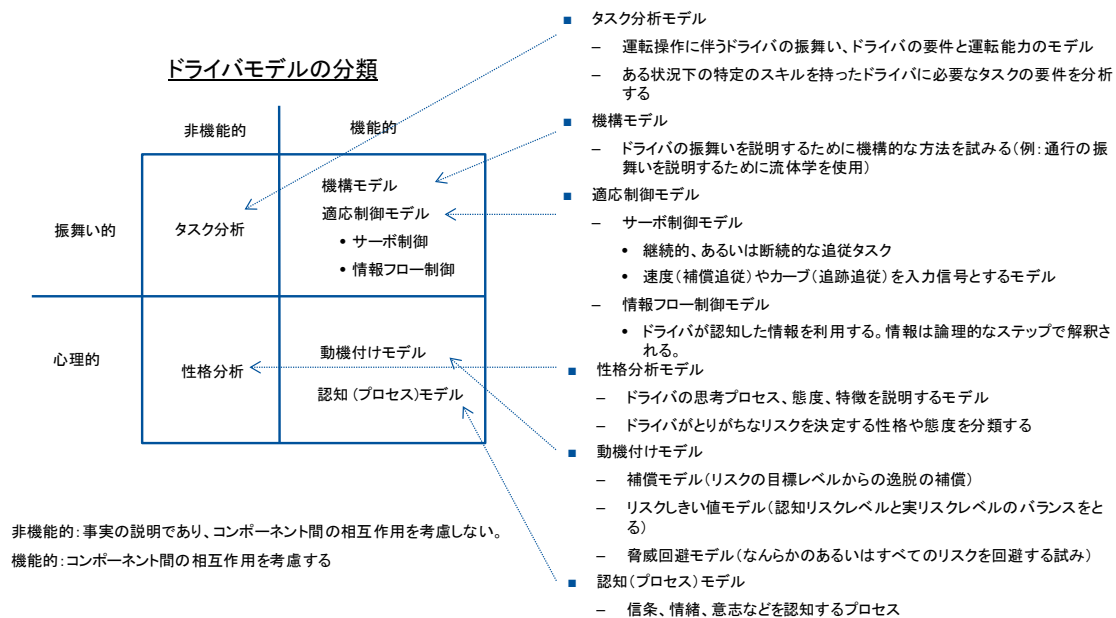 ドライバモデルの分類
非機能的
機能的
振舞い的
タスク分析
機構モデル
適応制御モデル
• サーボ制御
• 情報フロー制御
心理的
性格分析
動機付けモデル
認知 (プロセス)モデル
非機能的：事実の説明であり、コンポーネント間の相互作用を考慮しない。
機能的：コンポーネント間の相互作用を考慮する
■ タスク分析モデル
– 運転操作に伴うドライバの振舞い、ドライバの要件と運転能力のモデル
– ある状況下の特定のスキルを持ったドライバに必要なタスクの要件を分析
する
■ 機構モデル
– ドライバの振舞いを説明するために機構的な方法を試みる(例：通行の振
舞いを説明するために流体学を使用)
■ 適応制御モデル
– サーボ制御モデル
• 継続的、あるいは断続的な追従タスク
• 速度(補償追従)やカーブ(追跡追従)を入力信号とするモデル
– 情報フロー制御モデル
• ドライバが認知した情報を利用する。情報は論理的なステップで解釈さ
れる。
■ 性格分析モデル
– ドライバの思考プロセス、態度、特徴を説明するモデル
– ドライバがとりがちなリスクを決定する性格や態度を分類する
■ 動機付けモデル
– 補償モデル(リスクの目標レベルからの逸脱の補償)
– リスクしきい値モデル(認知リスクレベルと実リスクレベルのバランスをと
る)
– 脅威回避モデル(なんらかのあるいはすべてのリスクを回避する試み)
■ 認知(プロセス)モデル
– 信条、情緒、意志などを認知するプロセス